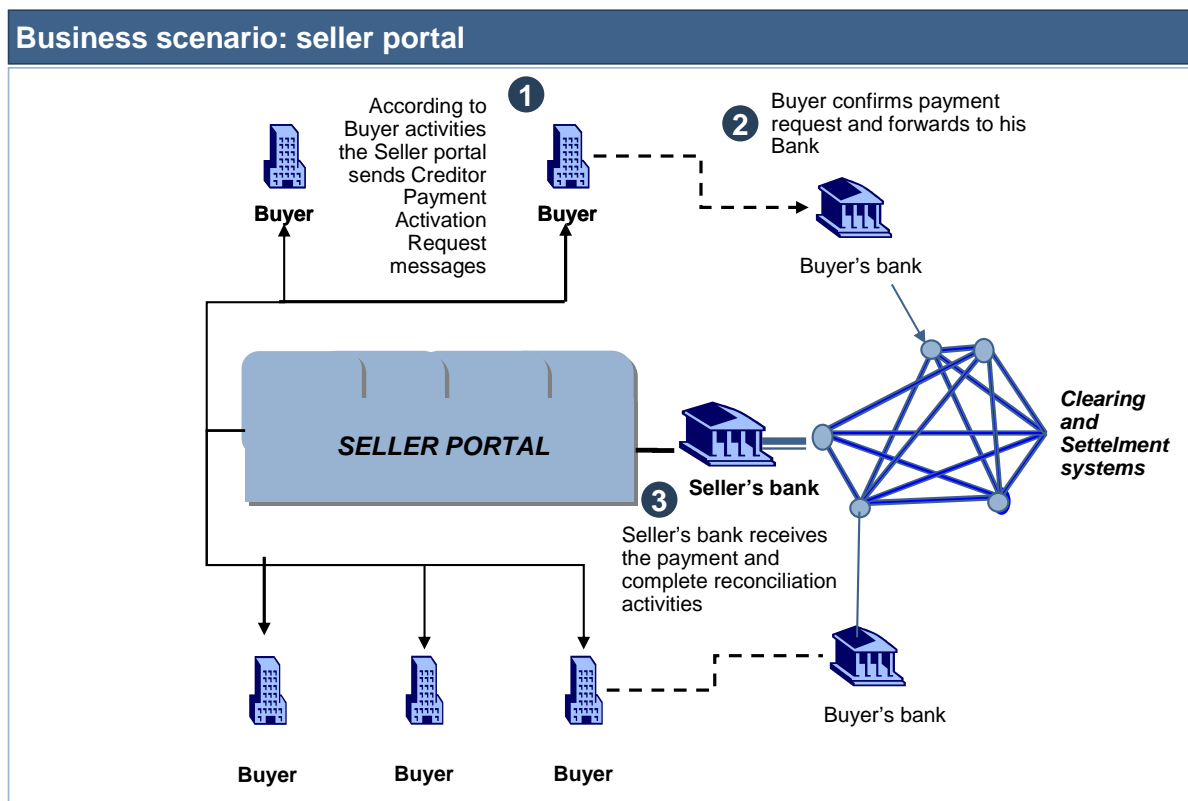 Business scenario: seller portal
1
According to
Buyer activities
the Seller portal
sends Creditor
Payment
Activation
Request
messages
2
Buyer confirms payment
request and forwards to his
Bank
Buyer
Buyer
Buyer's bank
SELLER PORTAL
Seller's bank
Clearing
and
Settelment
systems
3
Seller's bank receives
the payment and
complete reconciliation
activities
Buyer's bank
Buyer
Buyer
Buyer